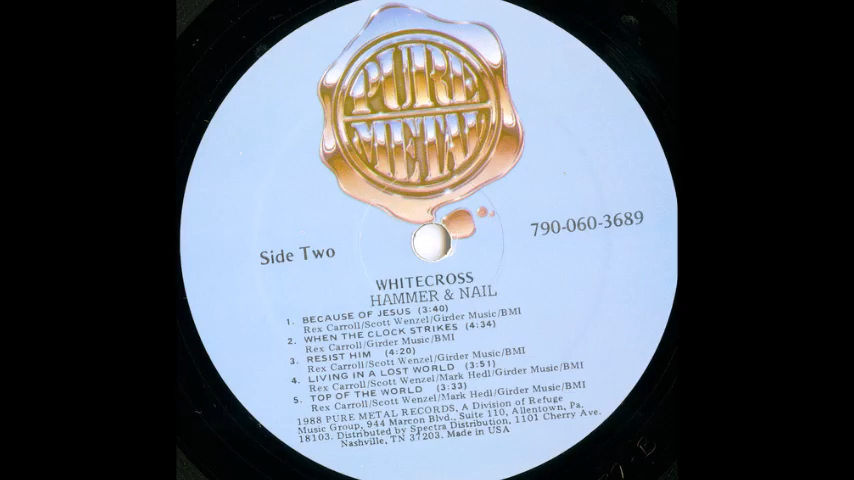 PURE
METAL
Side Two
790-060-3689
WHITECROSS
HAMMER & NAIL
1. BECAUSE OF JESUS (3:40)
Rex Carroll/Scott Wenzel/Girder Music/BMI
2. WHEN THE CLOCK STRIKES (4:34)
Rex Carroll/Girder Music/BMI
3. RESIST HIM (4:20)
Rex Carroll/Scott Wenzel/Girder Music/BMI
4. LIVING IN A LOST WORLD (3:51)
Rex Carroll/Scott Wenzel/Mark Hedl/Girder Music/BMI
5. TOP OF THE WORLD (3:33)
Rex Carroll/Scott Wenzel/Mark Hedl/Girder Music/BMI
1988 PURE METAL RECORDS, A Division of Refuge
Music Group, 944 Marcon Blvd., Suite 110, Allentown, Pa.
18103. Distributed by Spectra Distribution, 1101 Cherry Ave.
Nashville, TN 37203. Made in USA